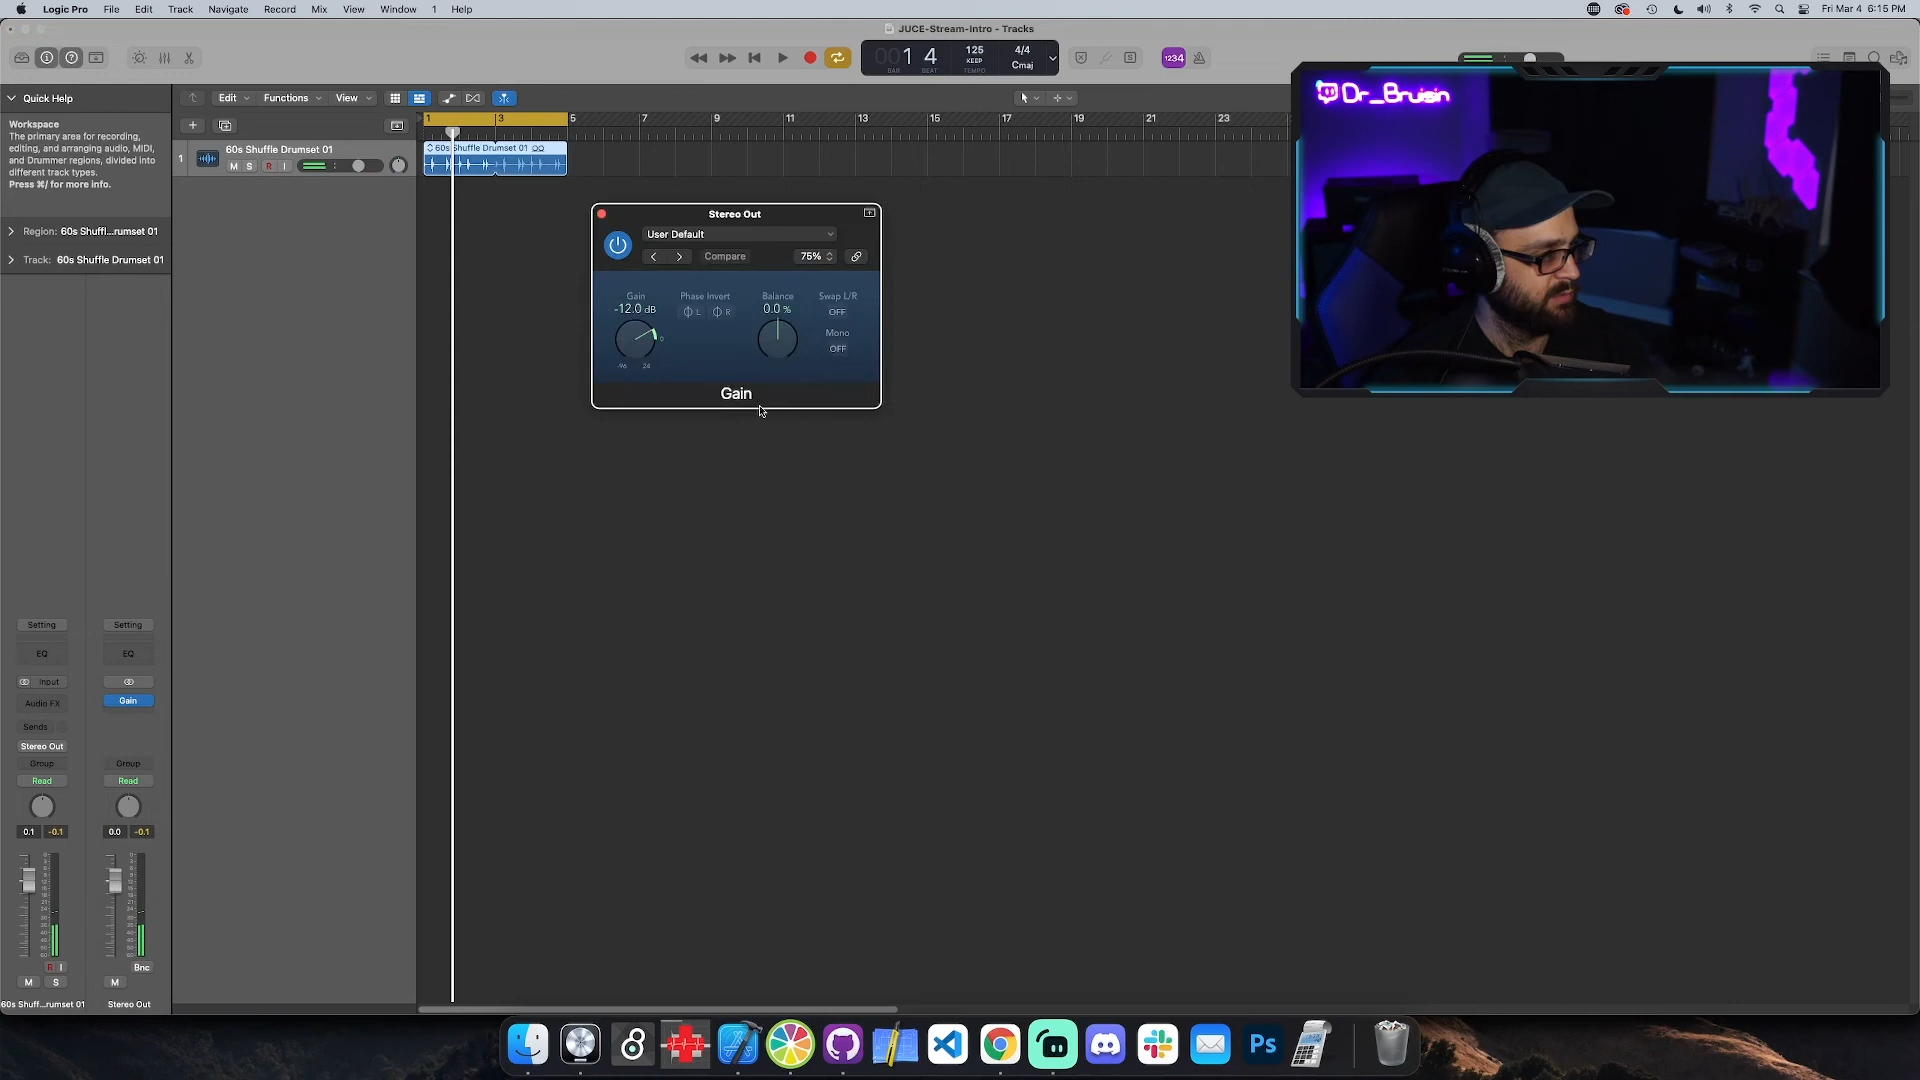 Logic Pro File Edit Track Navigate Record Mix View Window 1 Help
Fri Mar 4 6:15 PM
JUCE-Stream-Intro - Tracks
001 4
BAR BEAT
125
KEEP
TEMPO
4/4
Cmaj
1234
Quick Help
Edit Functions View
1 3 5 7 9 11 13 15 17 19 21 23
Workspace
The primary area for recording,
editing, and arranging audio, MIDI,
and Drummer regions, divided into
different track types.
Press ⌘/ for more info.
Region: 60s Shuffl...rumset 01
Track: 60s Shuffle Drumset 01
1
60s Shuffle Drumset 01
M S R I
60s Shuffle Drumset 01
Dr_Bruisin
Stereo Out
User Default
Compare
75%
Gain
-12.0 dB
0
-96 24
Phase Invert
L R
Balance
0.0 %
Swap L/R
OFF
Mono
OFF
Gain
Setting Setting
EQ EQ
Input
Audio FX Gain
Sends
Stereo Out
Group Group
Read Read
0.1 -0.1 0.0 -0.1
R I Bnc
M S M
60s Shuff...rumset 01 Stereo Out
Ps